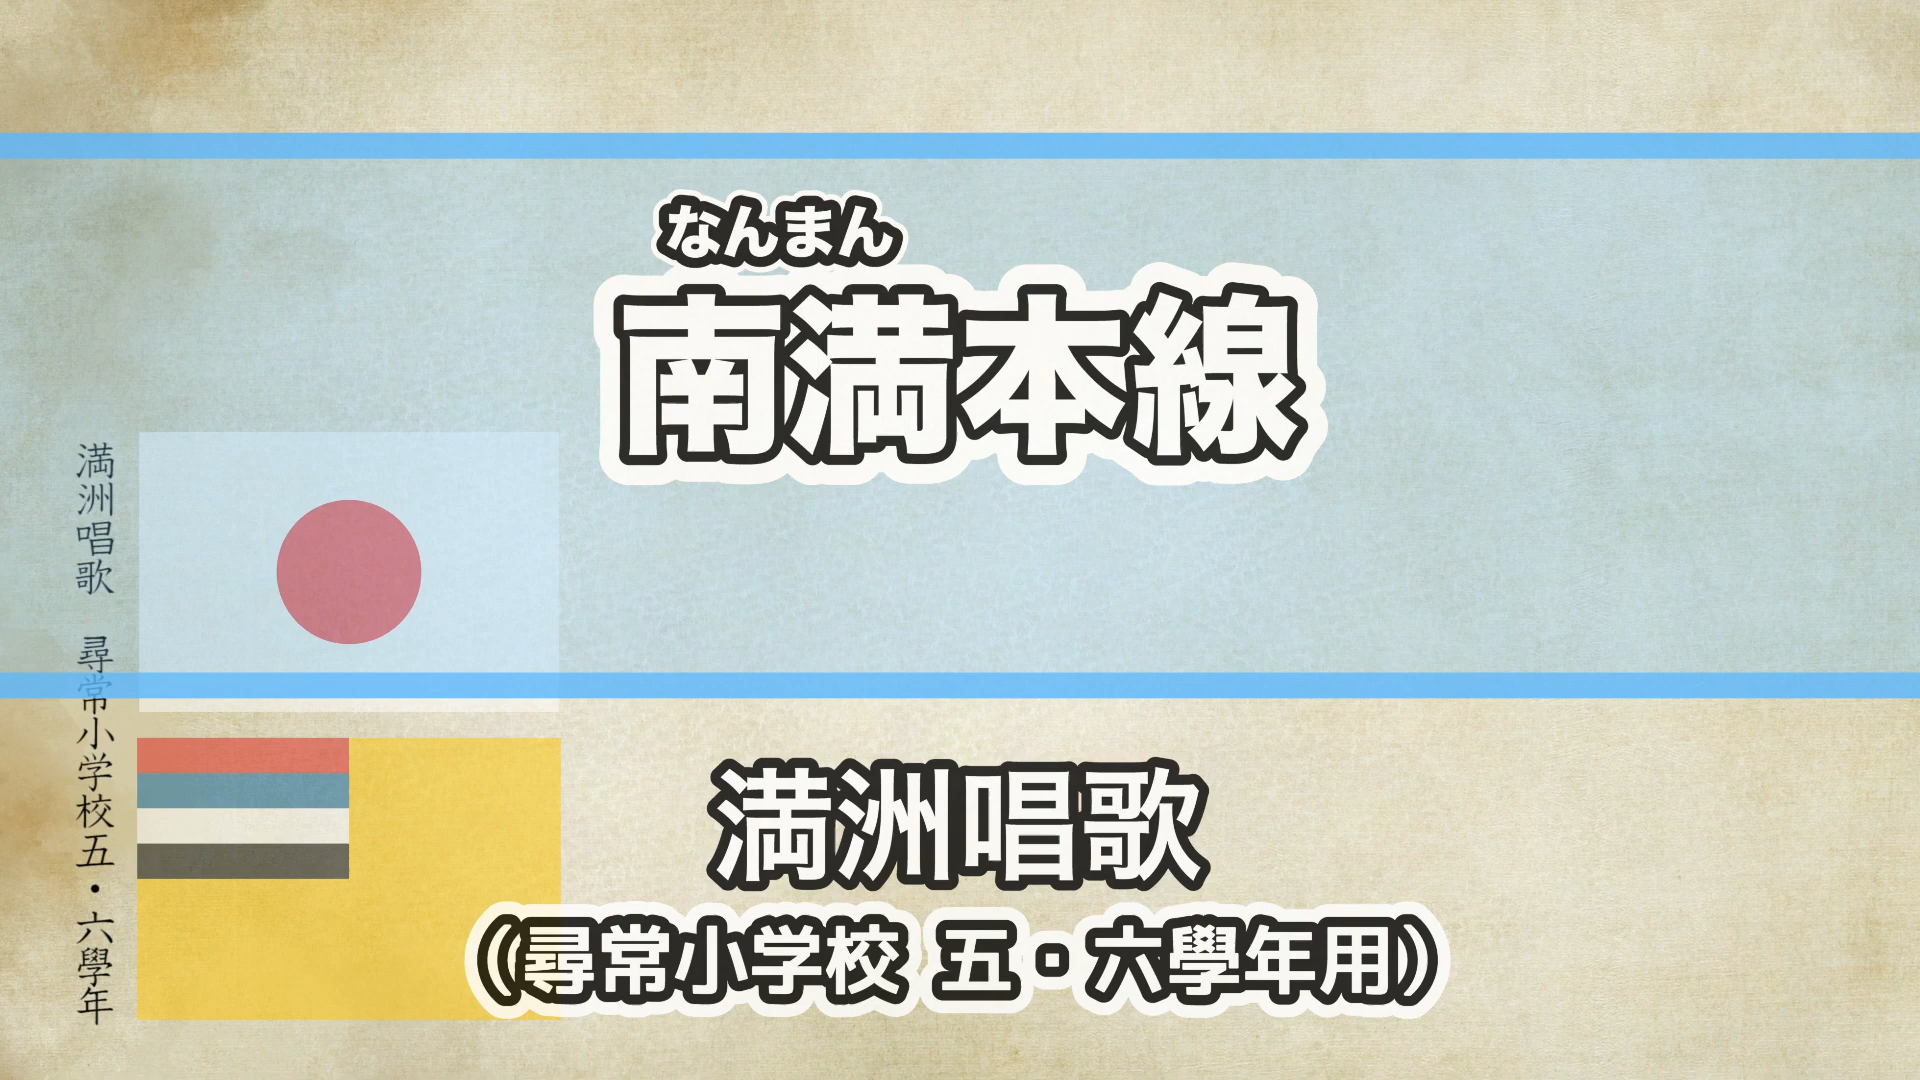 なんまん
南満本線
満洲唱歌 尋常小学校五・六學年
満洲唱歌
（尋常小学校 五・六學年用）